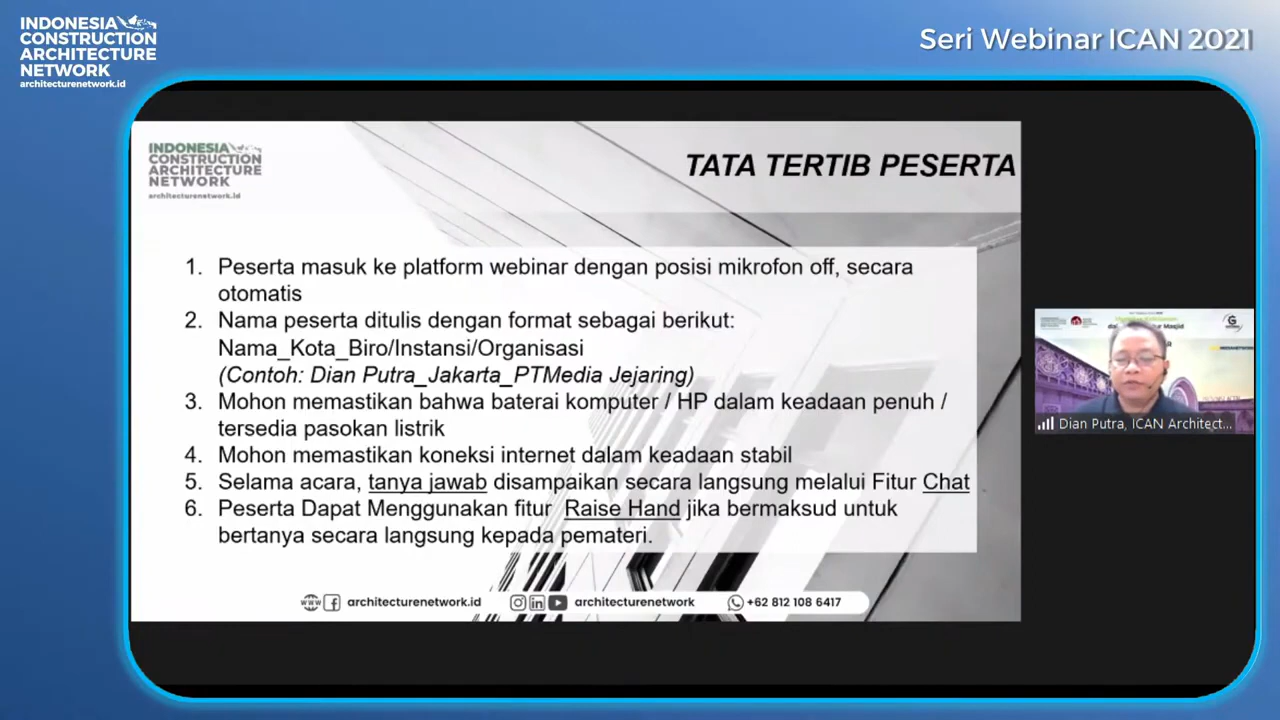 INDONESIA
CONSTRUCTION
ARCHITECTURE
NETWORK
architecturenetwork.id
Seri Webinar ICAN 2021
INDONESIA
CONSTRUCTION
ARCHITECTURE
NETWORK
architecturenetwork.id
TATA TERTIB PESERTA
1. Peserta masuk ke platform webinar dengan posisi mikrofon off, secara
otomatis
2. Nama peserta ditulis dengan format sebagai berikut:
Nama_Kota_Biro/Instansi/Organisasi
(Contoh: Dian Putra_Jakarta_PTMedia Jejaring)
3. Mohon memastikan bahwa baterai komputer / HP dalam keadaan penuh /
tersedia pasokan listrik
4. Mohon memastikan koneksi internet dalam keadaan stabil
5. Selama acara, tanya jawab disampaikan secara langsung melalui Fitur Chat
6. Peserta Dapat Menggunakan fitur Raise Hand jika bermaksud untuk
bertanya secara langsung kepada pemateri.
www architecturenetwork.id architecturenetwork +62 812 108 6417
Dian Putra, ICAN Architect...